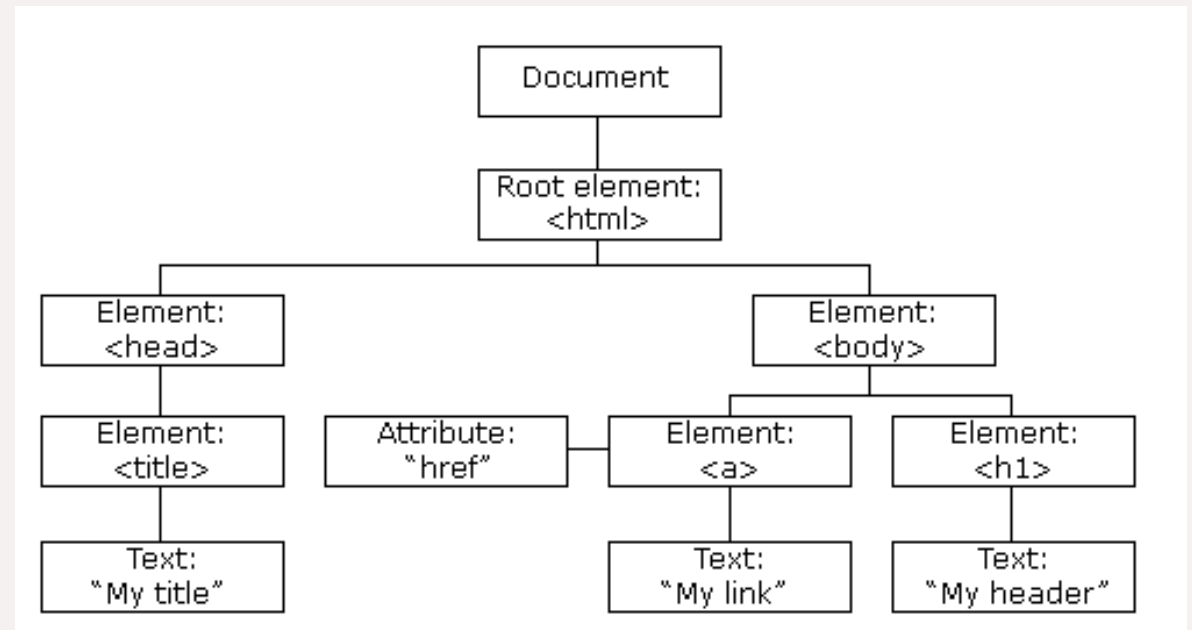 Document
Root element:
<html>
Element:
<head>
Element:
<body>
Element:
<title>
Attribute:
“href”
Element:
<a>
Element:
<h1>
Text:
“My title”
Text:
“My link”
Text:
“My header”